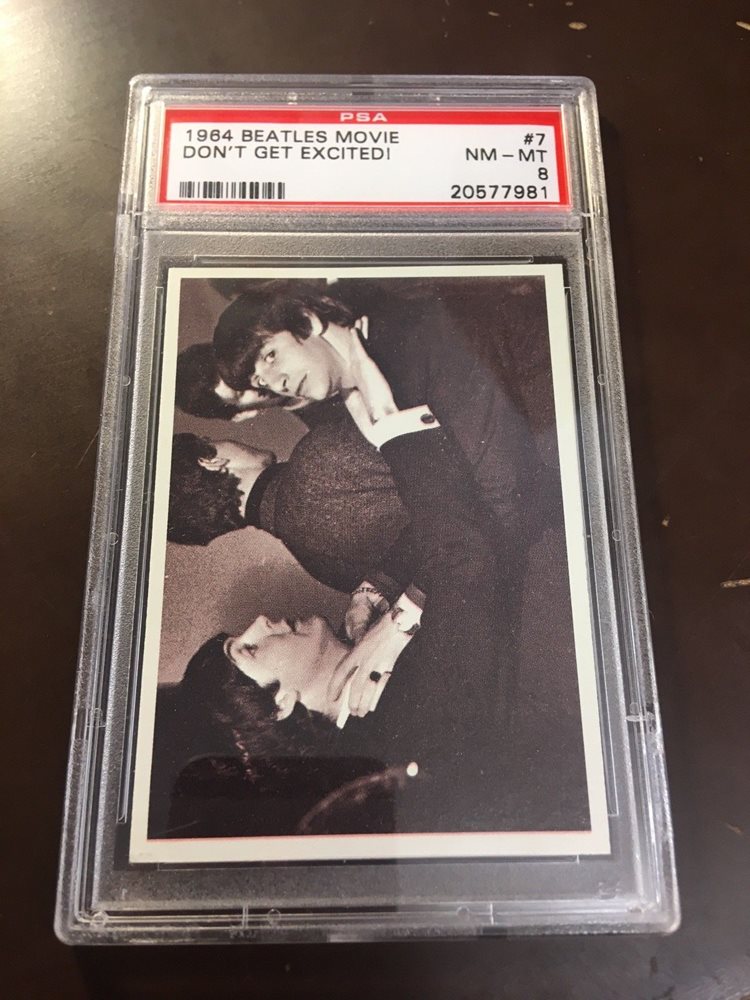 PSA
1964 BEATLES MOVIE #7
DON'T GET EXCITED! NM - MT
8
20577981